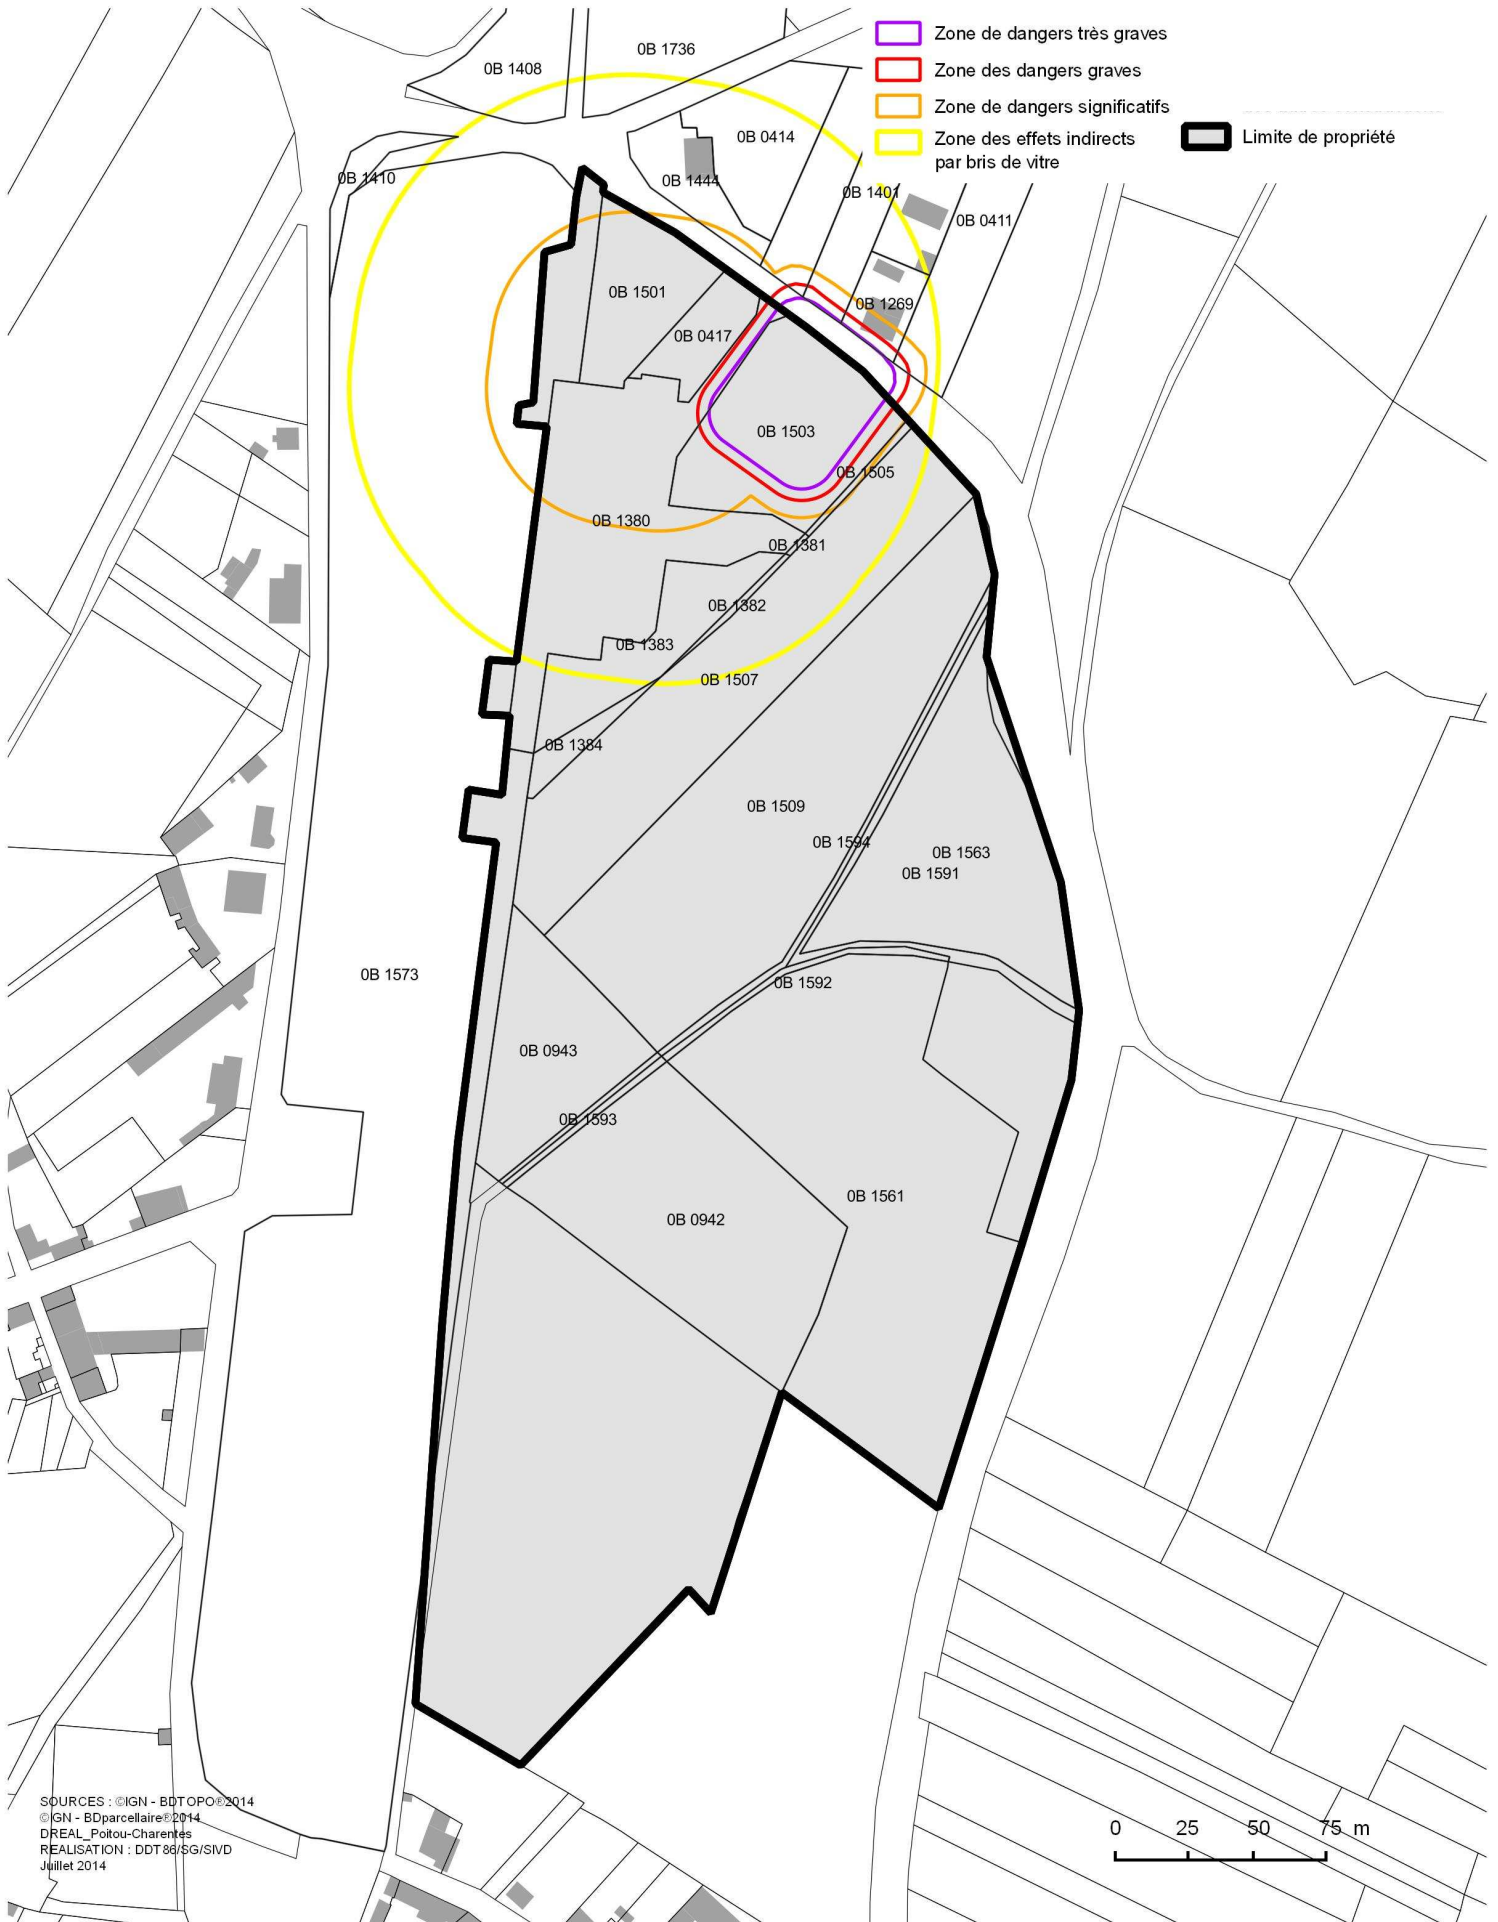 Zone de dangers très graves
Zone des dangers graves
Zone de dangers significatifs
Zone des effets indirects
par bris de vitre
Limite de propriété
0B 1736
0B 1408
0B 0414
0B 1410
0B 1444
0B 1401
0B 0411
0B 1501
0B 1269
0B 0417
0B 1503
0B 1505
0B 1380
0B 1381
0B 1382
0B 1383
0B 1507
0B 1384
0B 1509
0B 1594
0B 1563
0B 1591
0B 1573
0B 1592
0B 0943
0B 1593
0B 1561
0B 0942
SOURCES : ©IGN - BDTOPO®2014
©IGN - BDparcellaire®2014
DREAL_Poitou-Charentes
REALISATION : DDT86/SG/SIVD
Juillet 2014
0 25 50 75 m